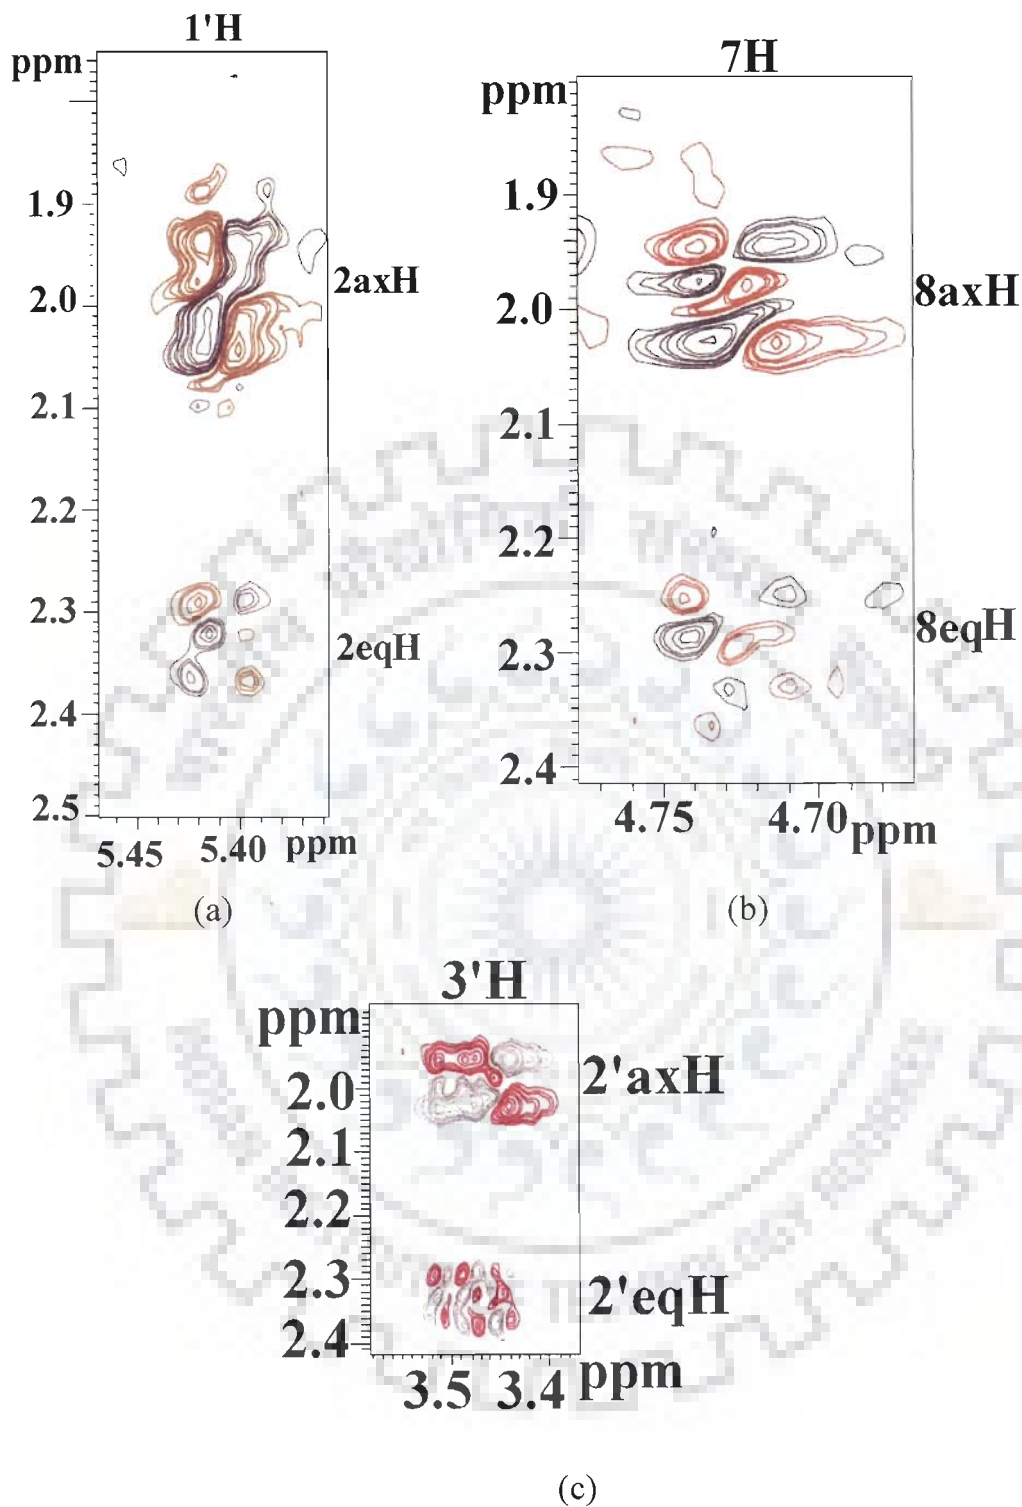 1'H
ppm
1.9
2.0
2.1
2.2
2.3
2.4
2.5
2axH
2eqH
5.45 5.40 ppm
(a)
7H
ppm
1.9
2.0
2.1
2.2
2.3
2.4
8axH
8eqH
4.75 4.70 ppm
(b)
3'H
ppm
2.0
2.1
2.2
2.3
2.4
2'axH
2'eqH
3.5 3.4 ppm
(c)